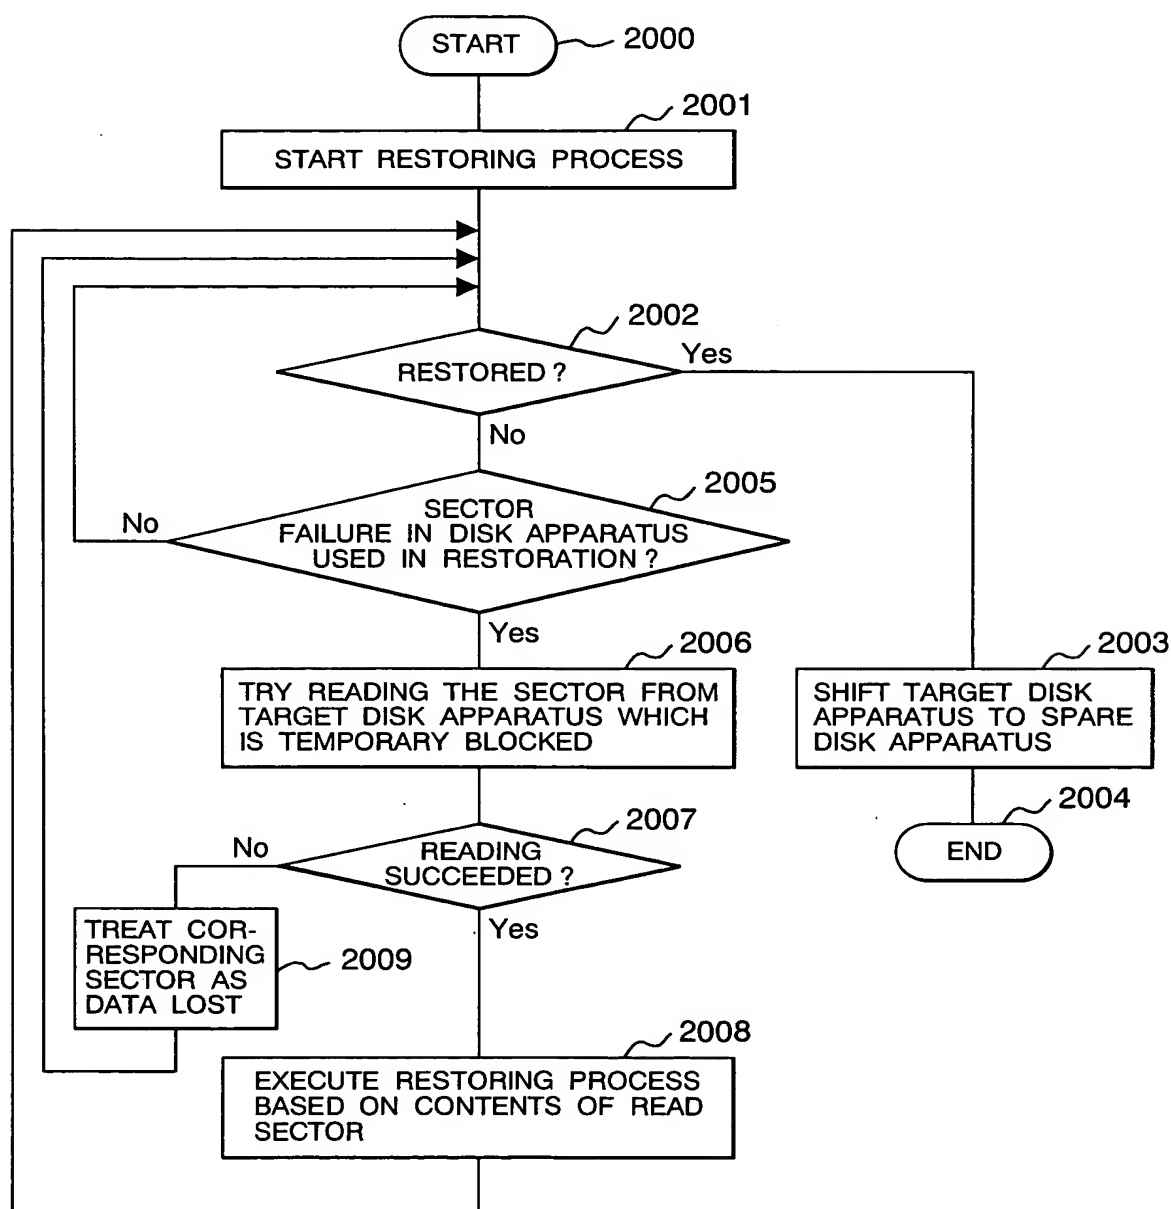 START
2000
2001
START RESTORING PROCESS
2002
RESTORED ?
Yes
No
2005
SECTOR
FAILURE IN DISK APPARATUS
USED IN RESTORATION ?
No
Yes
2006
TRY READING THE SECTOR FROM
TARGET DISK APPARATUS WHICH
IS TEMPORARY BLOCKED
2003
SHIFT TARGET DISK
APPARATUS TO SPARE
DISK APPARATUS
2004
END
2007
READING
SUCCEEDED ?
No
Yes
TREAT COR-
RESPONDING
SECTOR AS
DATA LOST
2009
2008
EXECUTE RESTORING PROCESS
BASED ON CONTENTS OF READ
SECTOR